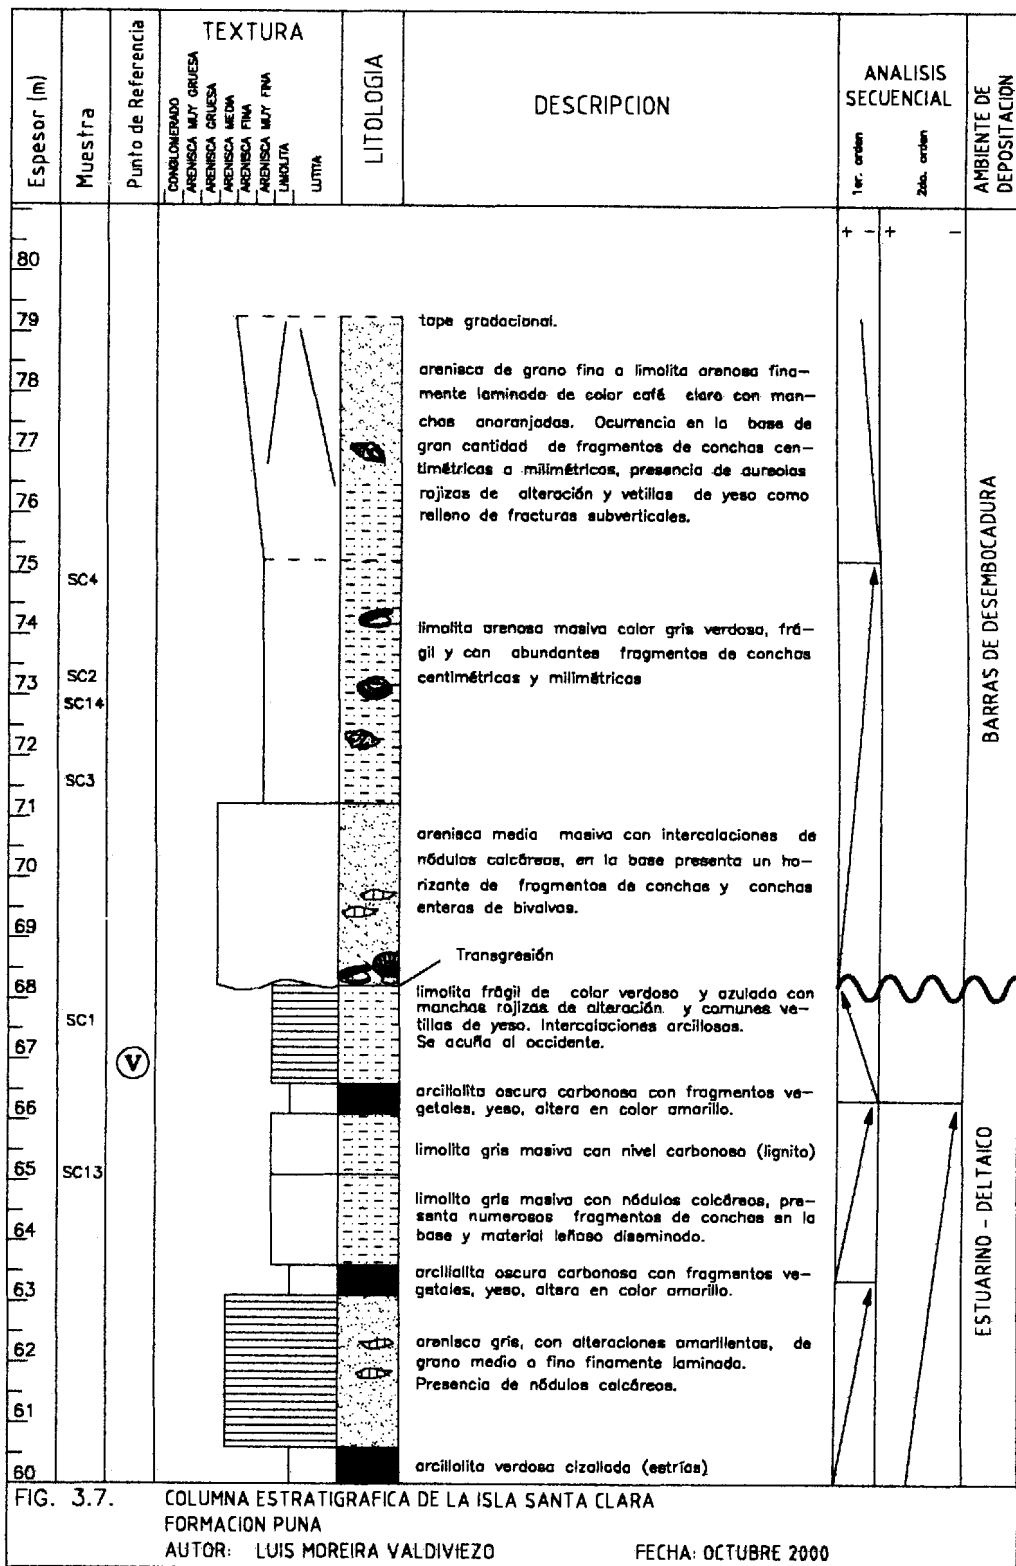 Espesor (m)
Muestra
Punto de Referencia
TEXTURA
CONGLOMERADO
ARENISCA MUY GRUESA
ARENISCA GRUESA
ARENISCA MEDIA
ARENISCA FINA
ARENISCA MUY FINA
LIMOLITA
LUTITA
LITOLOGIA
DESCRIPCION
ANALISIS
SECUENCIAL
1er. orden
2do. orden
AMBIENTE DE
DEPOSITACION
+ - + -
80
79
tope gradacional.
78
arenisca de grano fino a limolita arenosa fina-
mente laminada de color café claro con man-
chas anaranjadas. Ocurrencia en la base de
77
gran cantidad de fragmentos de conchas cen-
timétricas a milimétricas, presencia de aureolas
76
rojizas de alteración y vetillas de yeso como
relleno de fracturas subverticales.
75
SC4
74
limolita arenosa masiva color gris verdoso, frá-
gil y con abundantes fragmentos de conchas
SC2
73
centimétricas y milimétricas
SC14
72
SC3
71
BARRAS DE DESEMBOCADURA
arenisca media masiva con intercalaciones de
70
nódulos calcáreos, en la base presenta un ho-
rizonte de fragmentos de conchas y conchas
69
enteras de bivalvos.
Transgresión
68
limolita frágil de color verdoso y azulado con
manchas rojizas de alteración y comunes ve-
SC1
tillas de yeso. Intercalaciones arcillosas.
67
Se acuña al occidente.
V
66
arcillolita oscura carbonosa con fragmentos ve-
getales, yeso, altera en color amarillo.
limolita gris masiva con nivel carbonoso (lignito)
65
SC13
limolita gris masiva con nódulos calcáreos, pre-
senta numerosos fragmentos de conchas en la
64
base y material leñoso diseminado.
63
arcillolita oscura carbonosa con fragmentos ve-
getales, yeso, altera en color amarillo.
ESTUARINO - DELTAICO
62
arenisca gris, con alteraciones amarillentas, de
grano medio a fino finamente laminada.
Presencia de nódulos calcáreos.
61
60
arcillolita verdosa cizallada (estrías)
FIG. 3.7. COLUMNA ESTRATIGRAFICA DE LA ISLA SANTA CLARA
FORMACION PUNA
AUTOR: LUIS MOREIRA VALDIVIEZO FECHA: OCTUBRE 2000